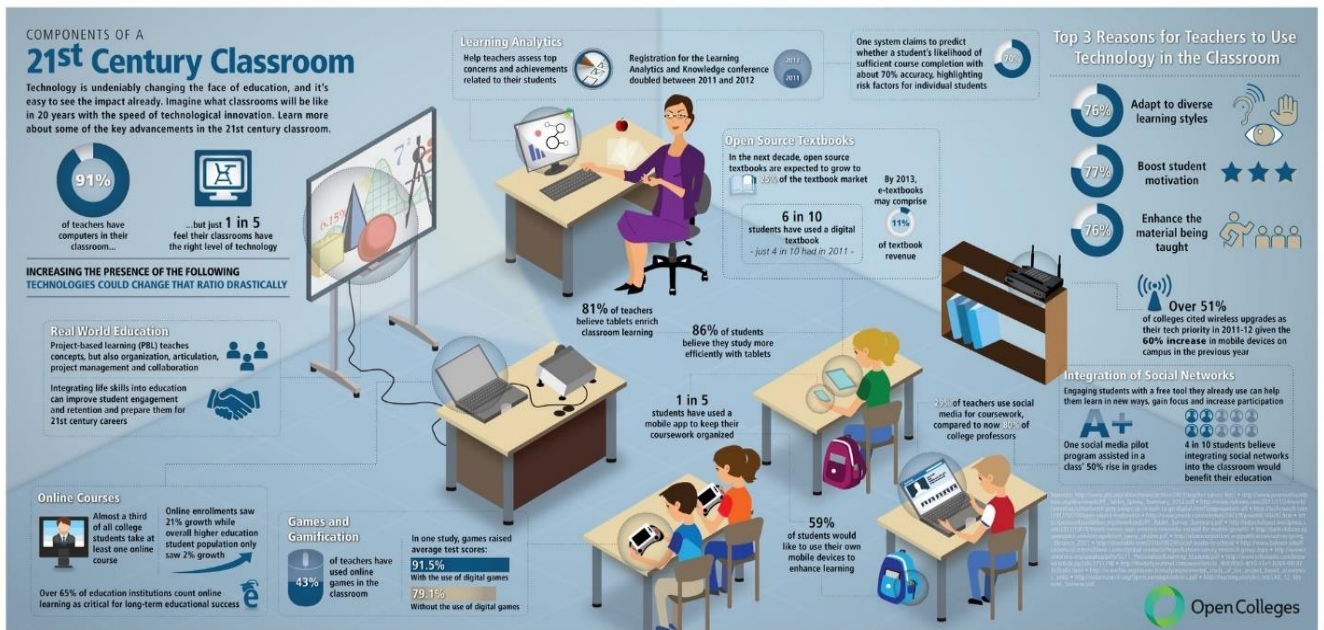 COMPONENTS OF A
21st Century Classroom
Technology is undeniably changing the face of education, and it's
easy to see the impact already. Imagine what classrooms will be like
in 20 years with the speed of technological innovation. Learn more
about some of the key advancements in the 21st century classroom.
91%
of teachers have
computers in their
classroom...
...but just 1 in 5
feel their classrooms have
the right level of technology
INCREASING THE PRESENCE OF THE FOLLOWING
TECHNOLOGIES COULD CHANGE THAT RATIO DRASTICALLY
Real World Education
Project-based learning (PBL) teaches
concepts, but also organization, articulation,
project management and collaboration
Integrating life skills into education
can improve student engagement
and retention and prepare them for
21st century careers
Online Courses
Almost a third
of all college
students take at
least one online
course
Online enrollments saw
21% growth while
overall higher education
student population only
saw 2% growth
Over 65% of education institutions count online
learning as critical for long-term educational success
Games and
Gamification
43%
of teachers have
used online
games in the
classroom
In one study, games raised
average test scores:
91.5%
With the use of digital games
79.1%
Without the use of digital games
Learning Analytics
Help teachers assess top
concerns and achievements
related to their students
Registration for the Learning
Analytics and Knowledge conference
doubled between 2011 and 2012
2012
2011
One system claims to predict
whether a student's likelihood of
sufficient course completion with
about 70% accuracy, highlighting
risk factors for individual students
70%
Open Source Textbooks
In the next decade, open source
textbooks are expected to grow to
25% of the textbook market
6 in 10
students have used a digital
textbook
- just 4 in 10 had in 2011 -
By 2013,
e-textbooks
may comprise
11%
of textbook
revenue
81% of teachers
believe tablets enrich
classroom learning
86% of students
believe they study more
efficiently with tablets
1 in 5
students have used a
mobile app to keep their
coursework organized
59%
of students would
like to use their own
mobile devices to
enhance learning
of teachers use social
media for coursework,
compared to now 80% of
college professors
Top 3 Reasons for Teachers to Use
Technology in the Classroom
76%
Adapt to diverse
learning styles
77%
Boost student
motivation
76%
Enhance the
material being
taught
Over 51%
of colleges cited wireless upgrades as
their tech priority in 2011-12 given the
60% increase in mobile devices on
campus in the previous year
Integration of Social Networks
Engaging students with a free tool they already use can help
them learn in new ways, gain focus and increase participation
A+
One social media pilot
program assisted in a
class' 50% rise in grades
4 in 10 students believe
integrating social networks
into the classroom would
benefit their education
Open Colleges